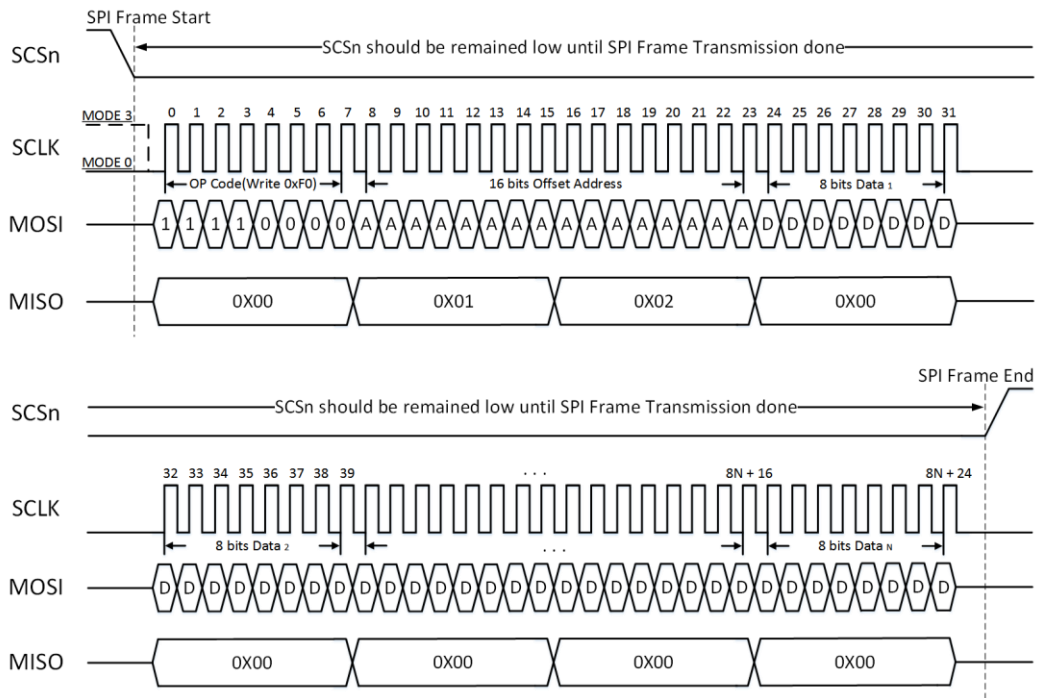 SPI Frame Start
SCSn
SCSn should be remained low until SPI Frame Transmission done
MODE 3
0 1 2 3 4 5 6 7 8 9 10 11 12 13 14 15 16 17 18 19 20 21 22 23 24 25 26 27 28 29 30 31
SCLK
MODE 0
OP Code(Write 0xF0) 16 bits Offset Address 8 bits Data 1
MOSI 1 1 1 1 0 0 0 0 A A A A A A A A A A A A A A A A D D D D D D D D
MISO 0X00 0X01 0X02 0X00
SPI Frame End
SCSn SCSn should be remained low until SPI Frame Transmission done
32 33 34 35 36 37 38 39 . . . 8N + 16 8N + 24
SCLK
8 bits Data 2 . . . 8 bits Data N
MOSI D D D D D D D D D D D D D D D D D D D D D D D D D D D D D D D D
MISO 0X00 0X00 0X00 0X00